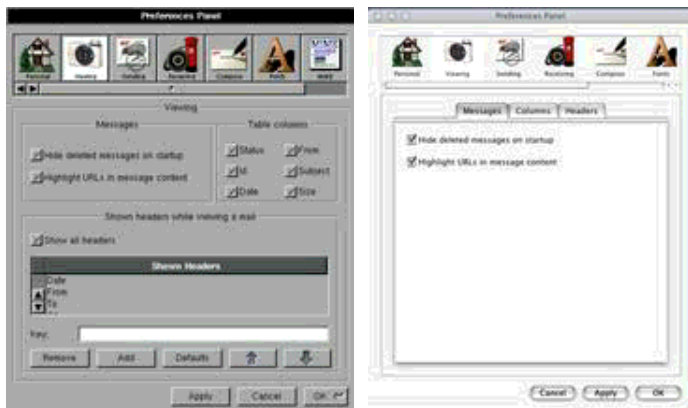 Preferences Panel
Personal Viewing Sending Receiving Compose Fonts MIME
Viewing
Messages
Hide deleted messages on startup
Highlight URLs in message content
Table columns
Status From
Id Subject
Date Size
Shown headers while viewing a mail
Show all headers
Shown Headers
Date
From
To
Key:
Remove Add Defaults
Apply Cancel OK
Preferences Panel
Personal Viewing Sending Receiving Compose Fonts
Messages Columns Headers
Hide deleted messages on startup
Highlight URLs in message content
Cancel Apply OK